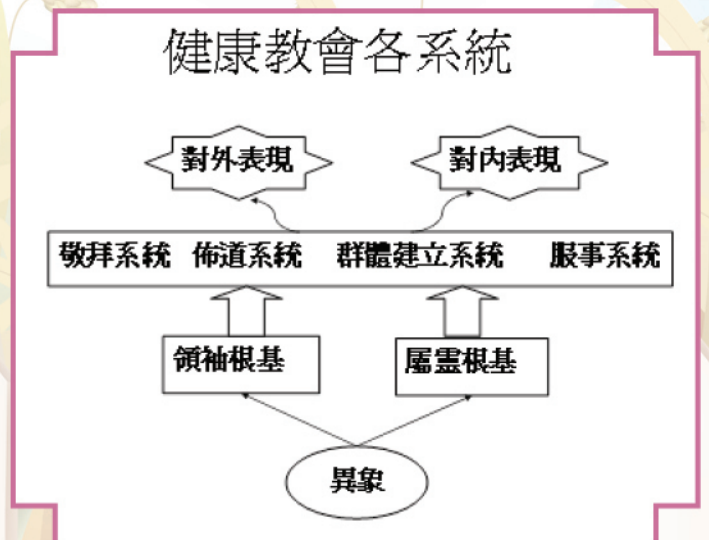 健康教會各系統
對外表現 對內表現
敬拜系統 佈道系統 群體建立系統 服事系統
領袖根基 屬靈根基
異象